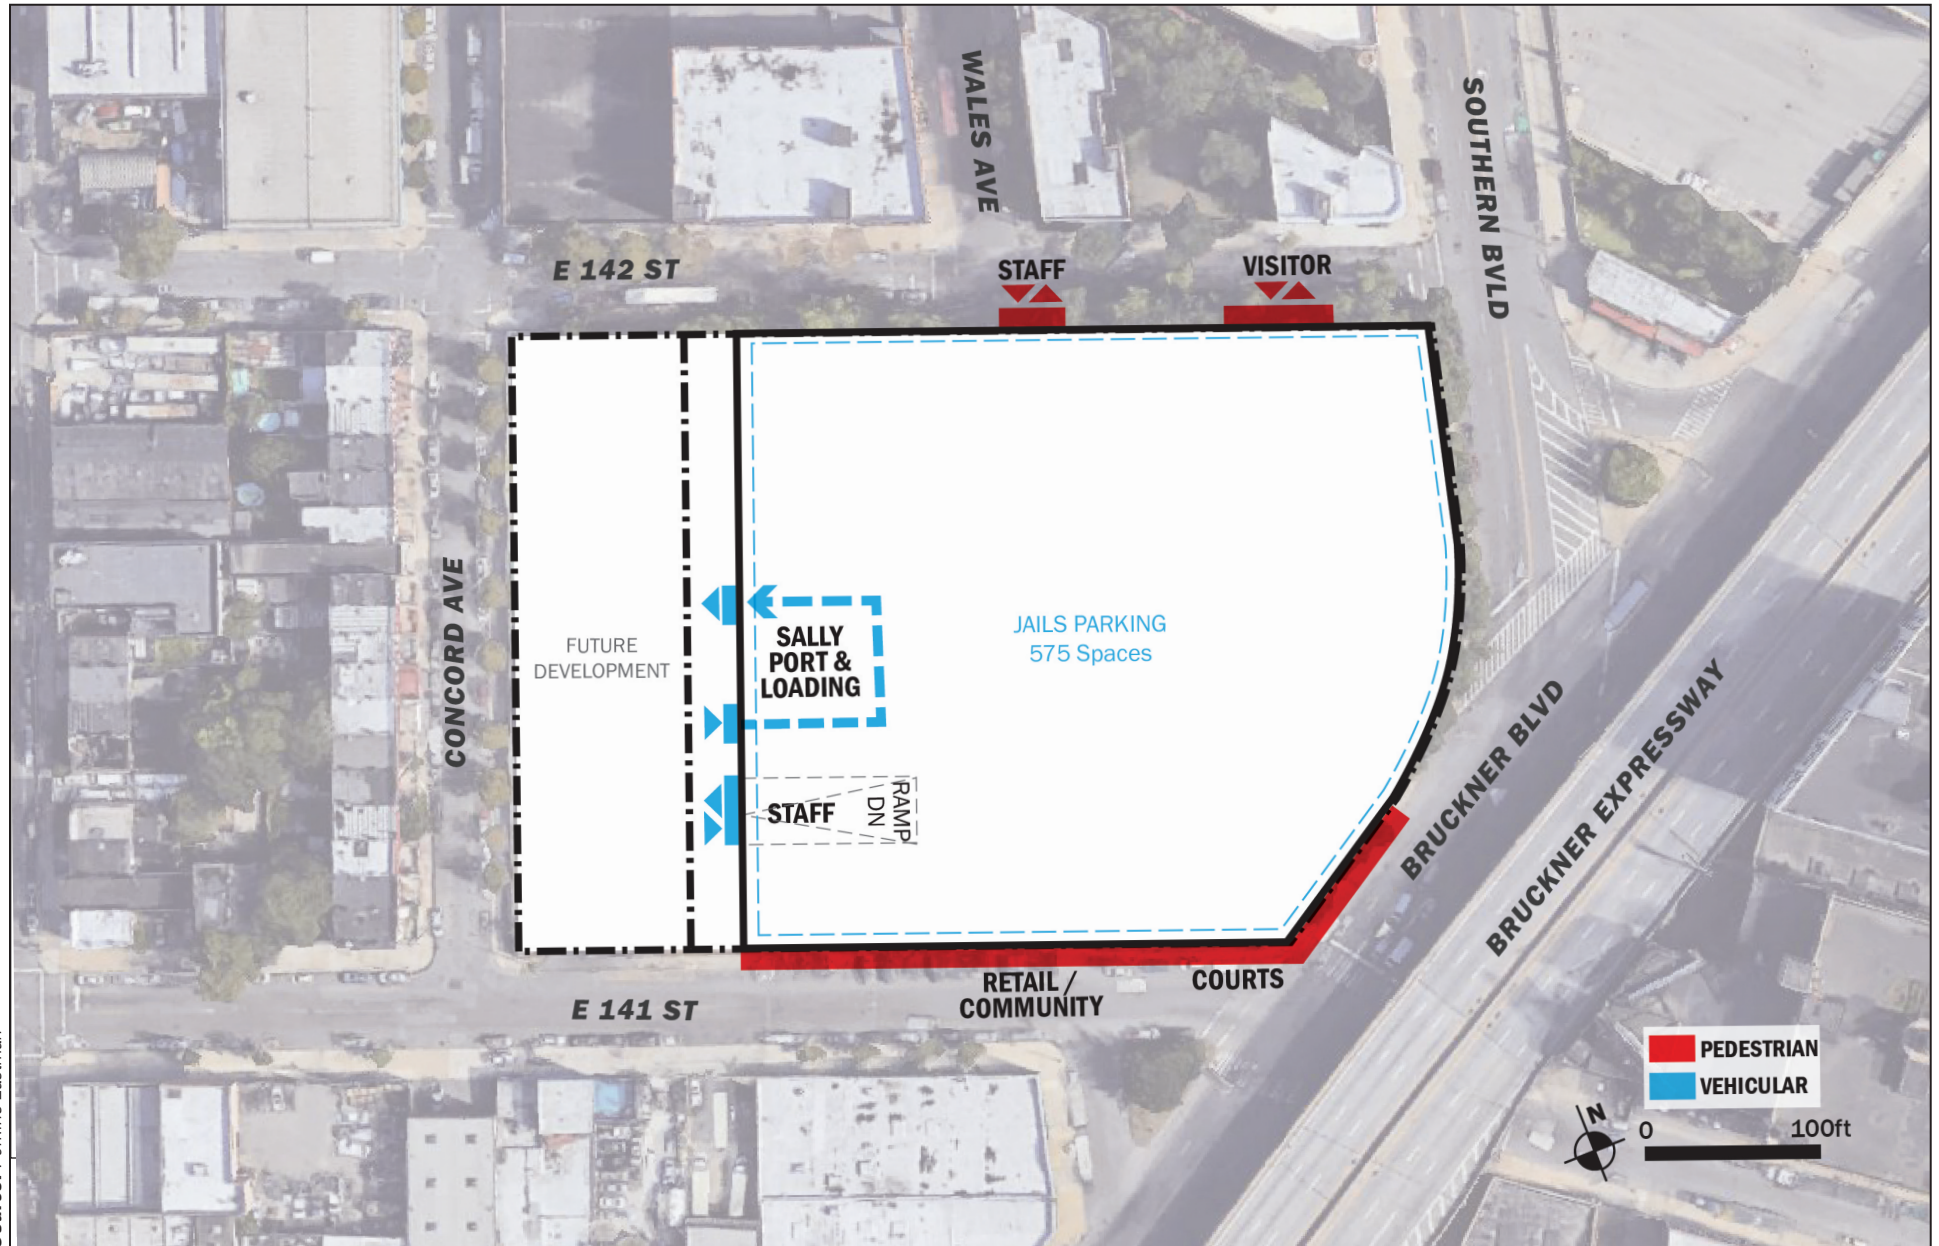 WALES AVE
SOUTHERN BVLD
E 142 ST
STAFF
VISITOR
CONCORD AVE
FUTURE
DEVELOPMENT
SALLY
PORT &
LOADING
JAILS PARKING
575 Spaces
STAFF
RAMP
DN
BRUCKNER BLVD
BRUCKNER EXPRESSWAY
RETAIL /
COMMUNITY
COURTS
E 141 ST
PEDESTRIAN
VEHICULAR
N
0
100ft